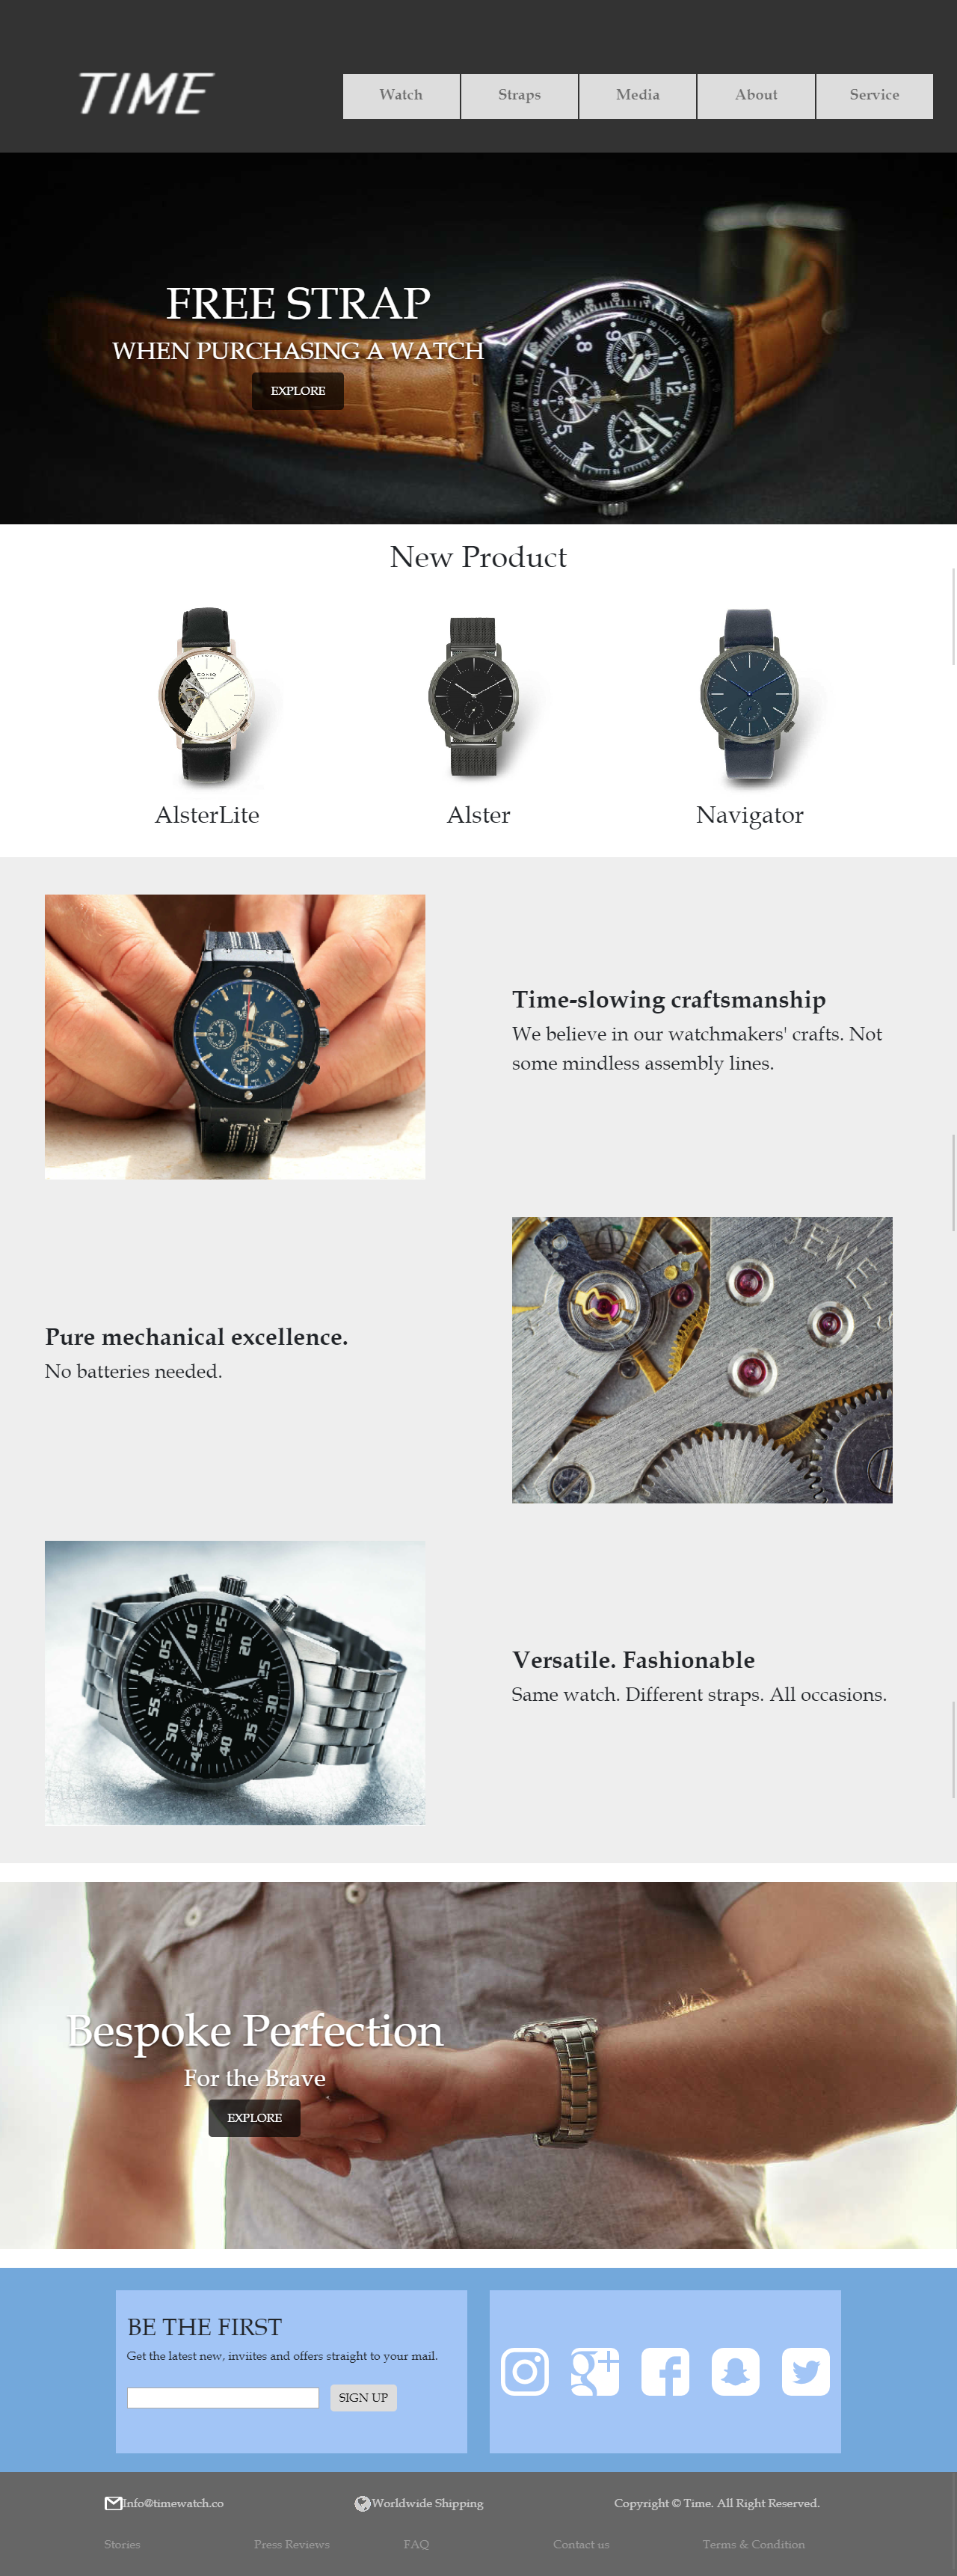 TIME
Watch
Straps
Media
About
Service
FREE STRAP
WHEN PURCHASING A WATCH
EXPLORE
New Product
AlsterLite
Alster
Navigator
Time-slowing craftsmanship
We believe in our watchmakers' crafts. Not
some mindless assembly lines.
JEWELS
Pure mechanical excellence.
No batteries needed.
Versatile. Fashionable
Same watch. Different straps. All occasions.
Bespoke Perfection
For the Brave
EXPLORE
BE THE FIRST
Get the latest new, inviites and offers straight to your mail.
SIGN UP
Info@timewatch.co
Worldwide Shipping
Copyright © Time. All Right Reserved.
Stories
Press Reviews
FAQ
Contact us
Terms & Condition